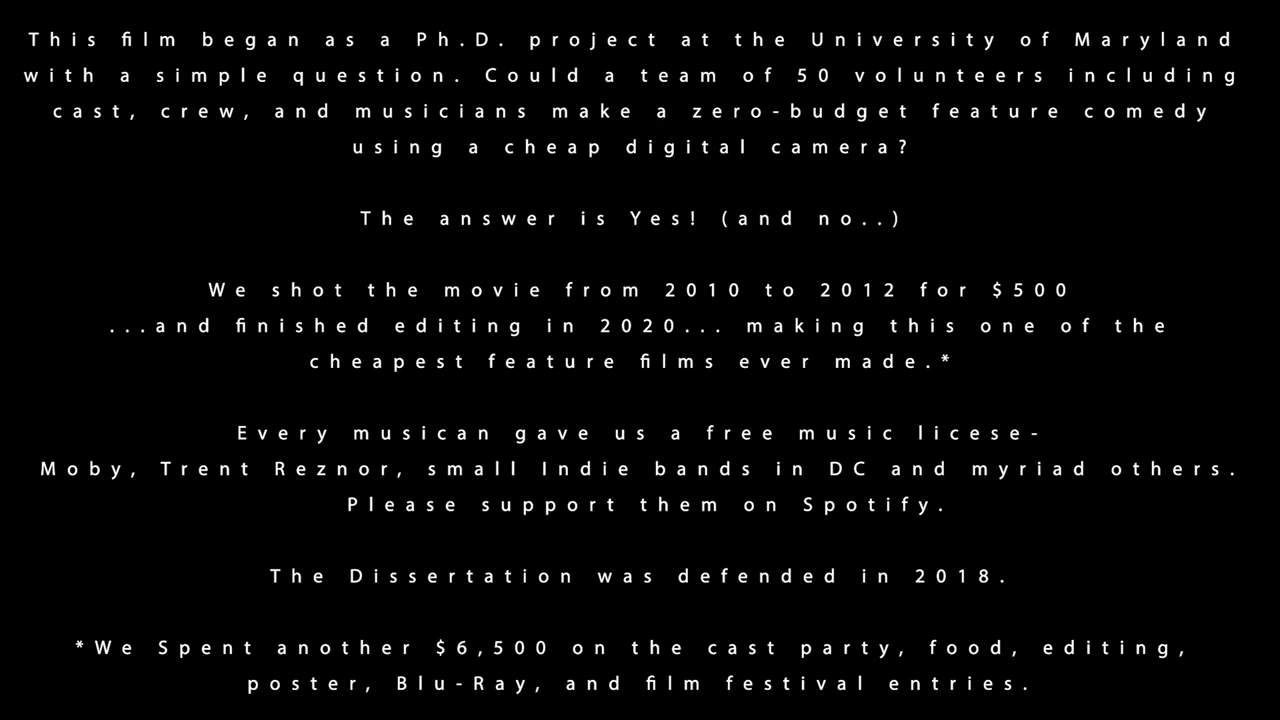 This film began as a Ph.D. project at the University of Maryland
with a simple question. Could a team of 50 volunteers including
cast, crew, and musicians make a zero-budget feature comedy
using a cheap digital camera?
The answer is Yes! (and no..)
We shot the movie from 2010 to 2012 for $500
...and finished editing in 2020... making this one of the
cheapest feature films ever made.*
Every musican gave us a free music licese-
Moby, Trent Reznor, small Indie bands in DC and myriad others.
Please support them on Spotify.
The Dissertation was defended in 2018.
*We Spent another $6,500 on the cast party, food, editing,
poster, Blu-Ray, and film festival entries.